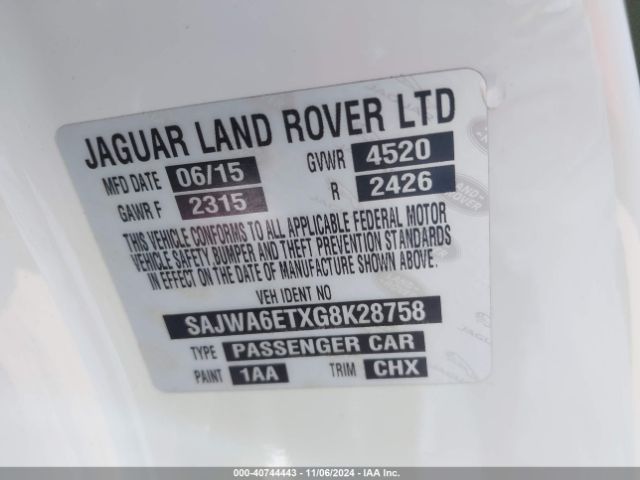 JAGUAR LAND ROVER LTD
MFD DATE 06/15 GVWR 4520
GAWR F 2315 R 2426
THIS VEHICLE CONFORMS TO ALL APPLICABLE FEDERAL MOTOR
VEHICLE SAFETY BUMPER AND THEFT PREVENTION STANDARDS
IN EFFECT ON THE DATE OF MANUFACTURE SHOWN ABOVE.
VEH IDENT NO
SAJWA6ETXG8K28758
TYPE PASSENGER CAR
PAINT 1AA TRIM CHX
000-40744443 - 11/06/2024 - IAA Inc.